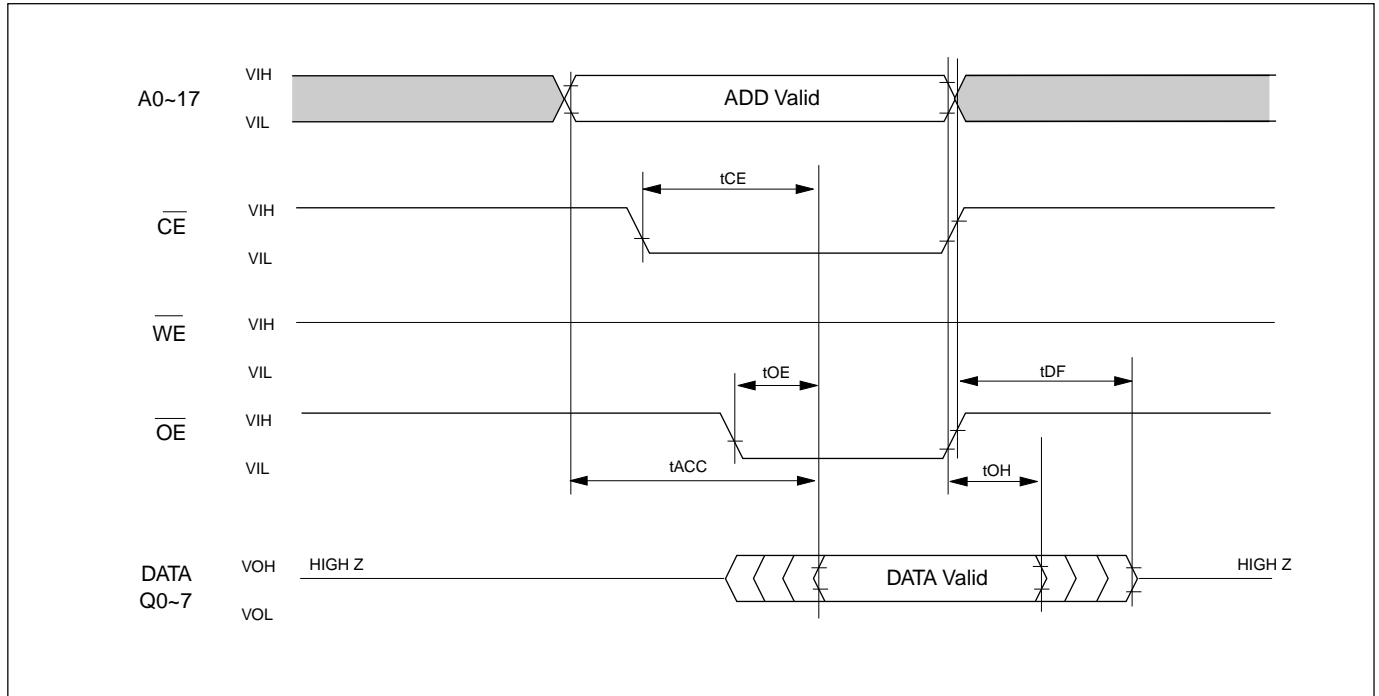 A0~17
VIH
VIL
ADD Valid
tCE
CE
VIH
VIL
WE
VIH
VIL
tOE
tDF
OE
VIH
VIL
tACC
tOH
DATA
Q0~7
VOH
VOL
HIGH Z
DATA Valid
HIGH Z